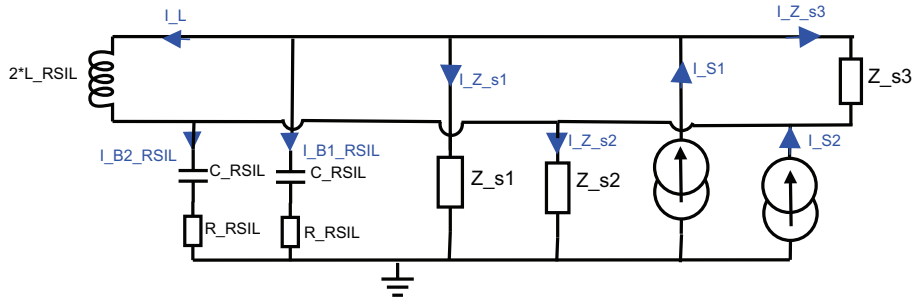 I_L
I_Z_s3
2*L_RSIL
I_Z_s1
I_S1
Z_s3
I_B2_RSIL
I_B1_RSIL
I_Z_s2
I_S2
C_RSIL
C_RSIL
Z_s1
Z_s2
R_RSIL
R_RSIL